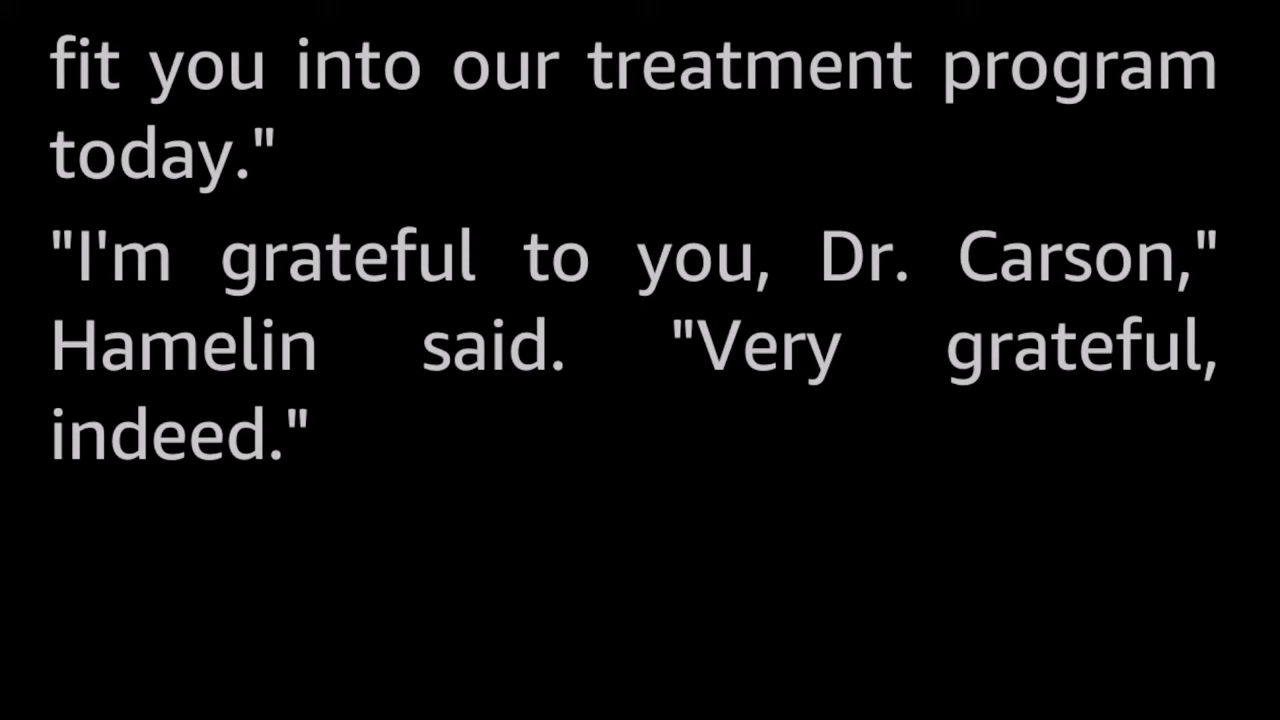 fit you into our treatment program
today."
"I'm grateful to you, Dr. Carson,"
Hamelin said. "Very grateful,
indeed."